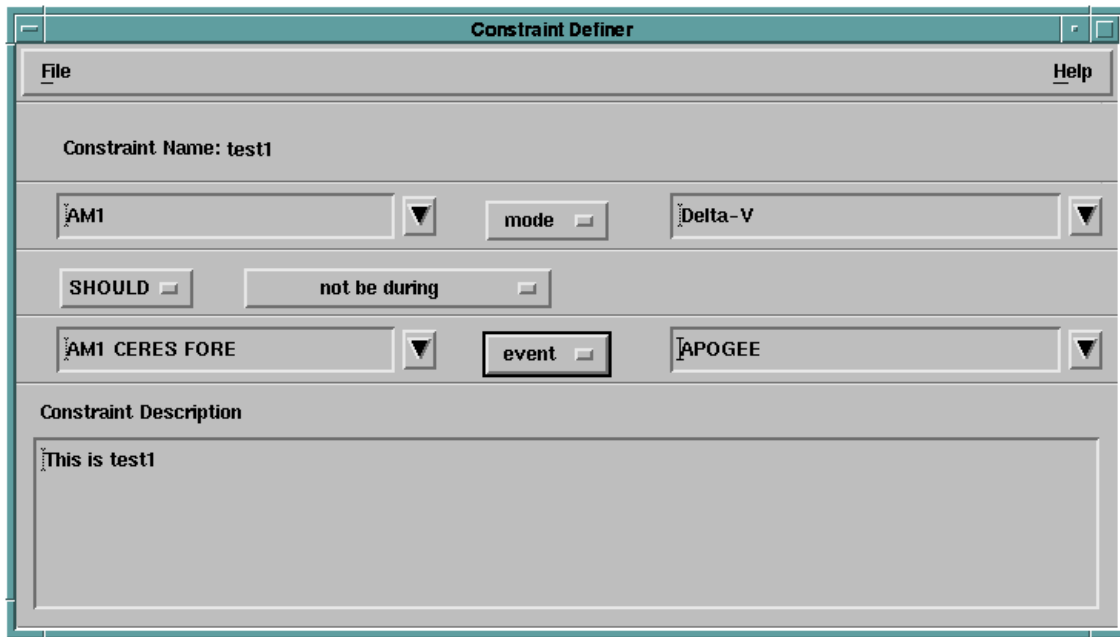 Constraint Definer
File Help
Constraint Name: test1
AM1 mode Delta-V
SHOULD not be during
AM1 CERES FORE event APOGEE
Constraint Description
This is test1